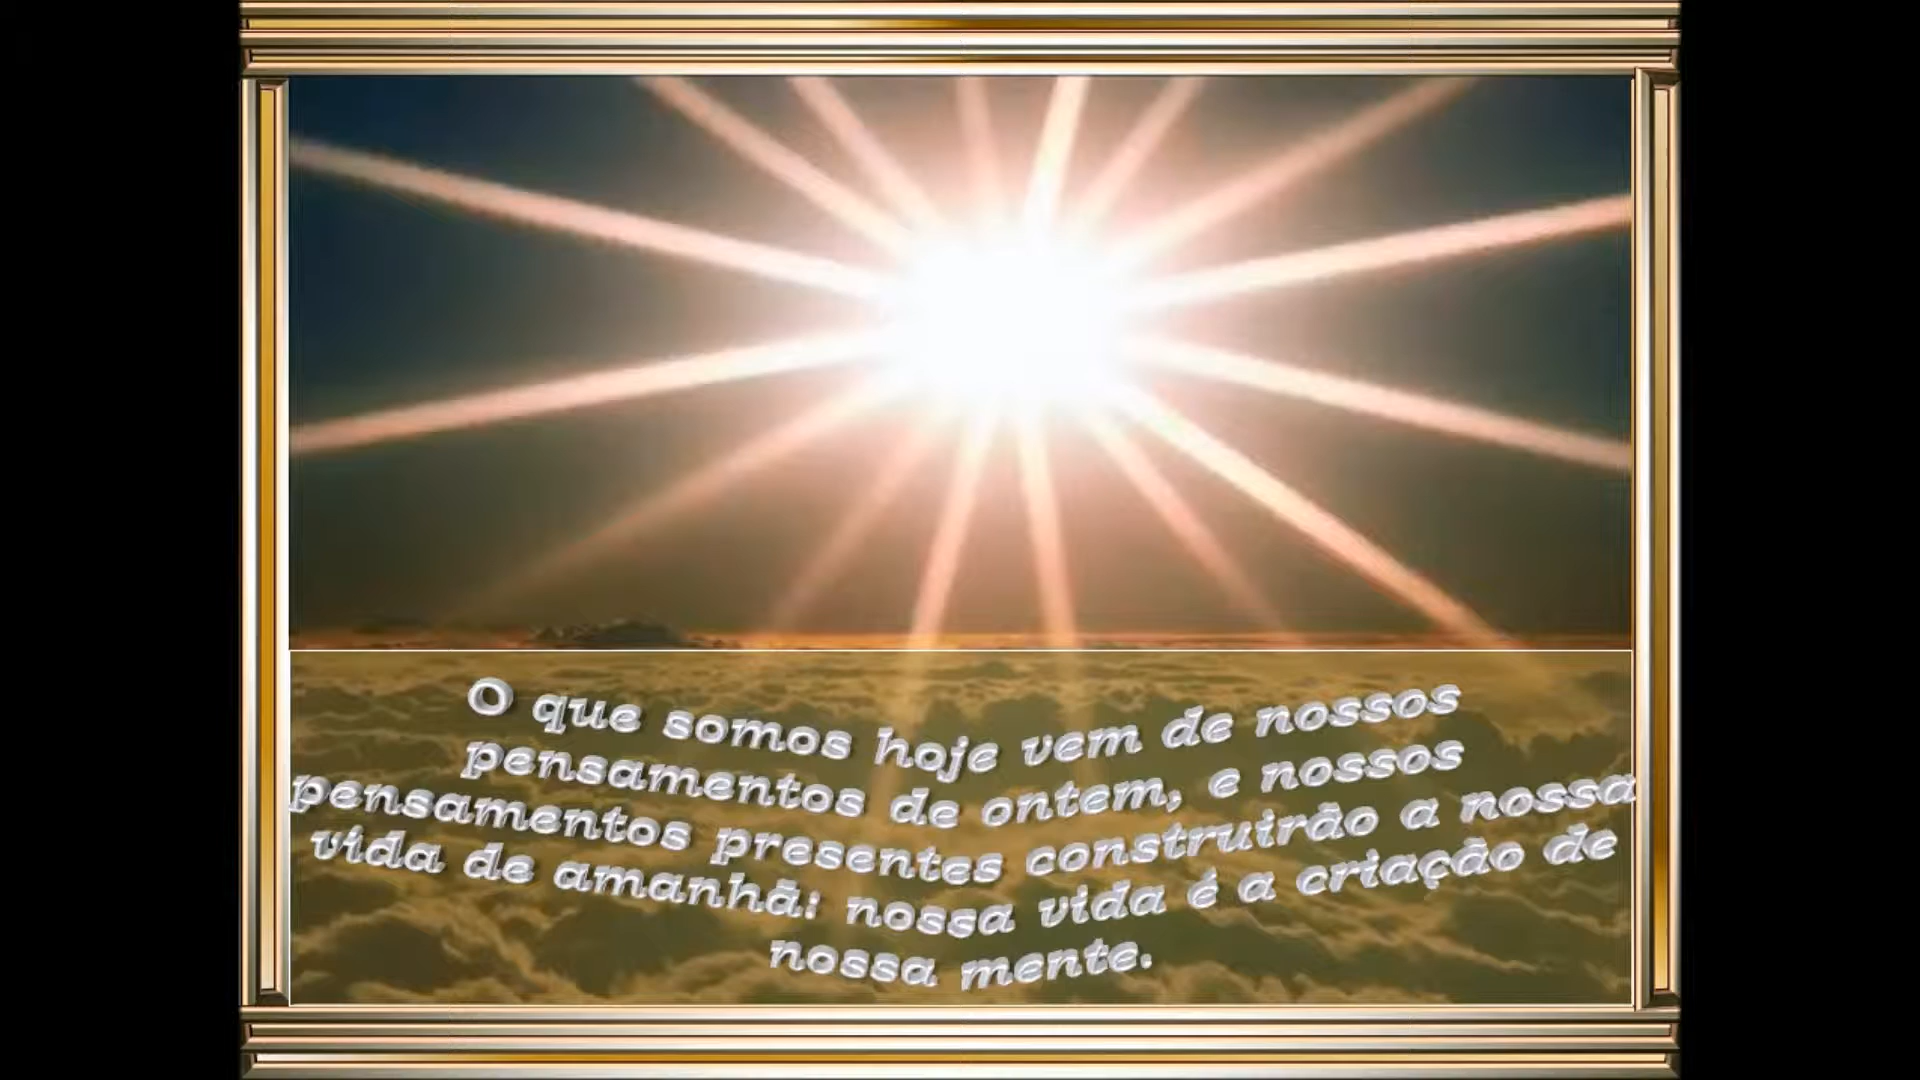 O que somos hoje vem de nossos
pensamentos de ontem, e nossos
pensamentos presentes construirão a nossa
vida de amanhã: nossa vida é a criação de
nossa mente.